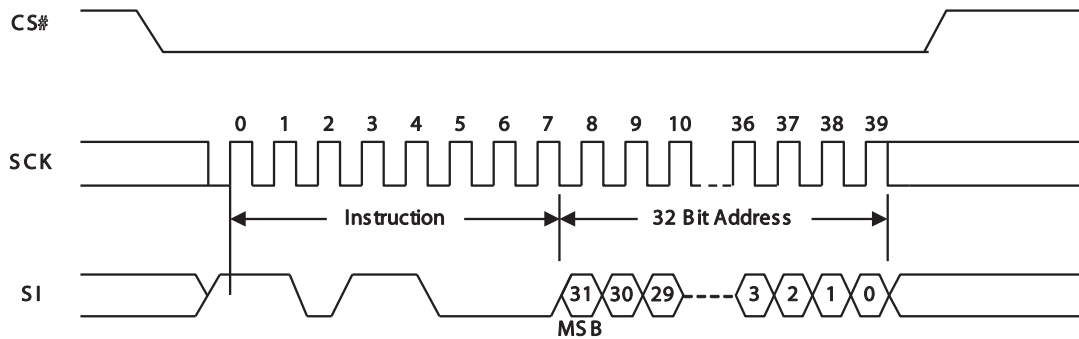 CS#
0 1 2 3 4 5 6 7 8 9 10 36 37 38 39
SCK
Instruction 32 Bit Address
SI 31 30 29 3 2 1 0
MSB